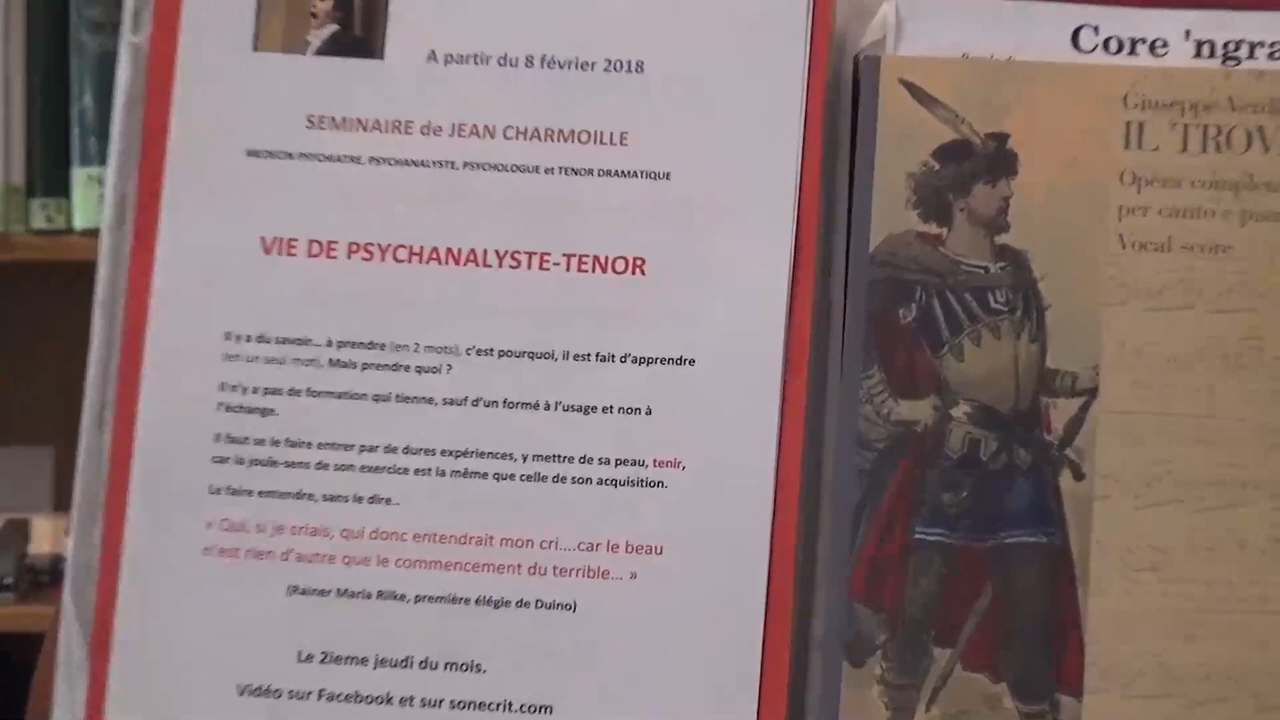 A partir du 8 février 2018
SEMINAIRE de JEAN CHARMOILLE
MEDECIN PSYCHIATRE, PSYCHANALYSTE, PSYCHOLOGUE et TENOR DRAMATIQUE
VIE DE PSYCHANALYSTE-TENOR
Il y a du savoir... à prendre (en 2 mots), c'est pourquoi, il est fait d'apprendre
(en un seul mot). Mais prendre quoi ?
Il n'y a pas de formation qui tienne, sauf d'un formé à l'usage et non à
l'échange.
Il faut se le faire entrer par de dures expériences, y mettre de sa peau, tenir,
car la jouie-sens de son exercice est la même que celle de son acquisition.
Le faire entendre, sans le dire...
« Qui, si je criais, qui donc entendrait mon cri....car le beau
n'est rien d'autre que le commencement du terrible... »
(Rainer Maria Rilke, première élégie de Duino)
Le 2ieme jeudi du mois.
Vidéo sur Facebook et sur sonecrit.com
Core 'ngra
Giuseppe Verdi
IL TROV
Opera complet
per canto e
Vocal score